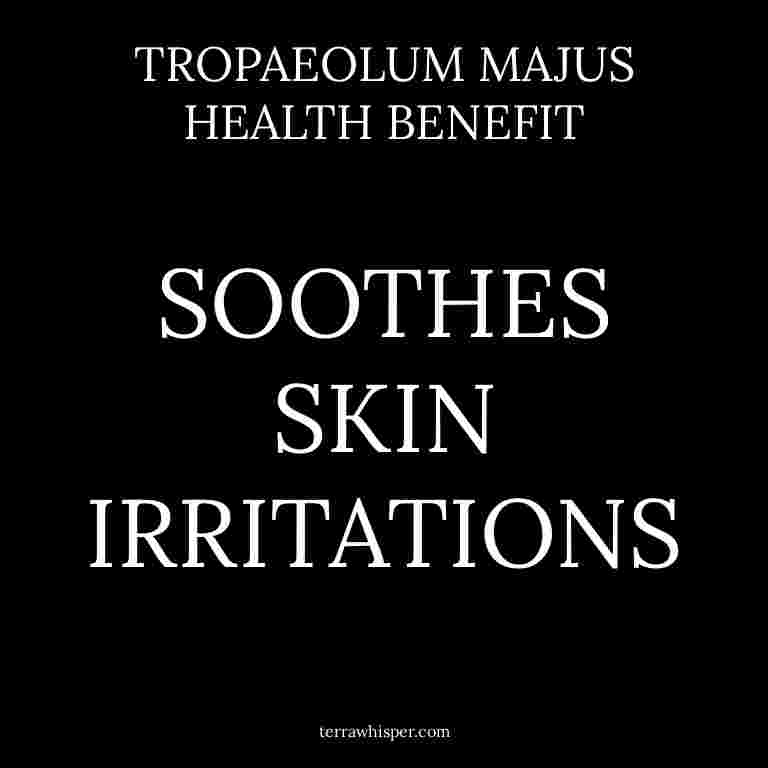 TROPAEOLUM MAJUS
HEALTH BENEFIT
SOOTHES
SKIN
IRRITATIONS
terrawhisper.com